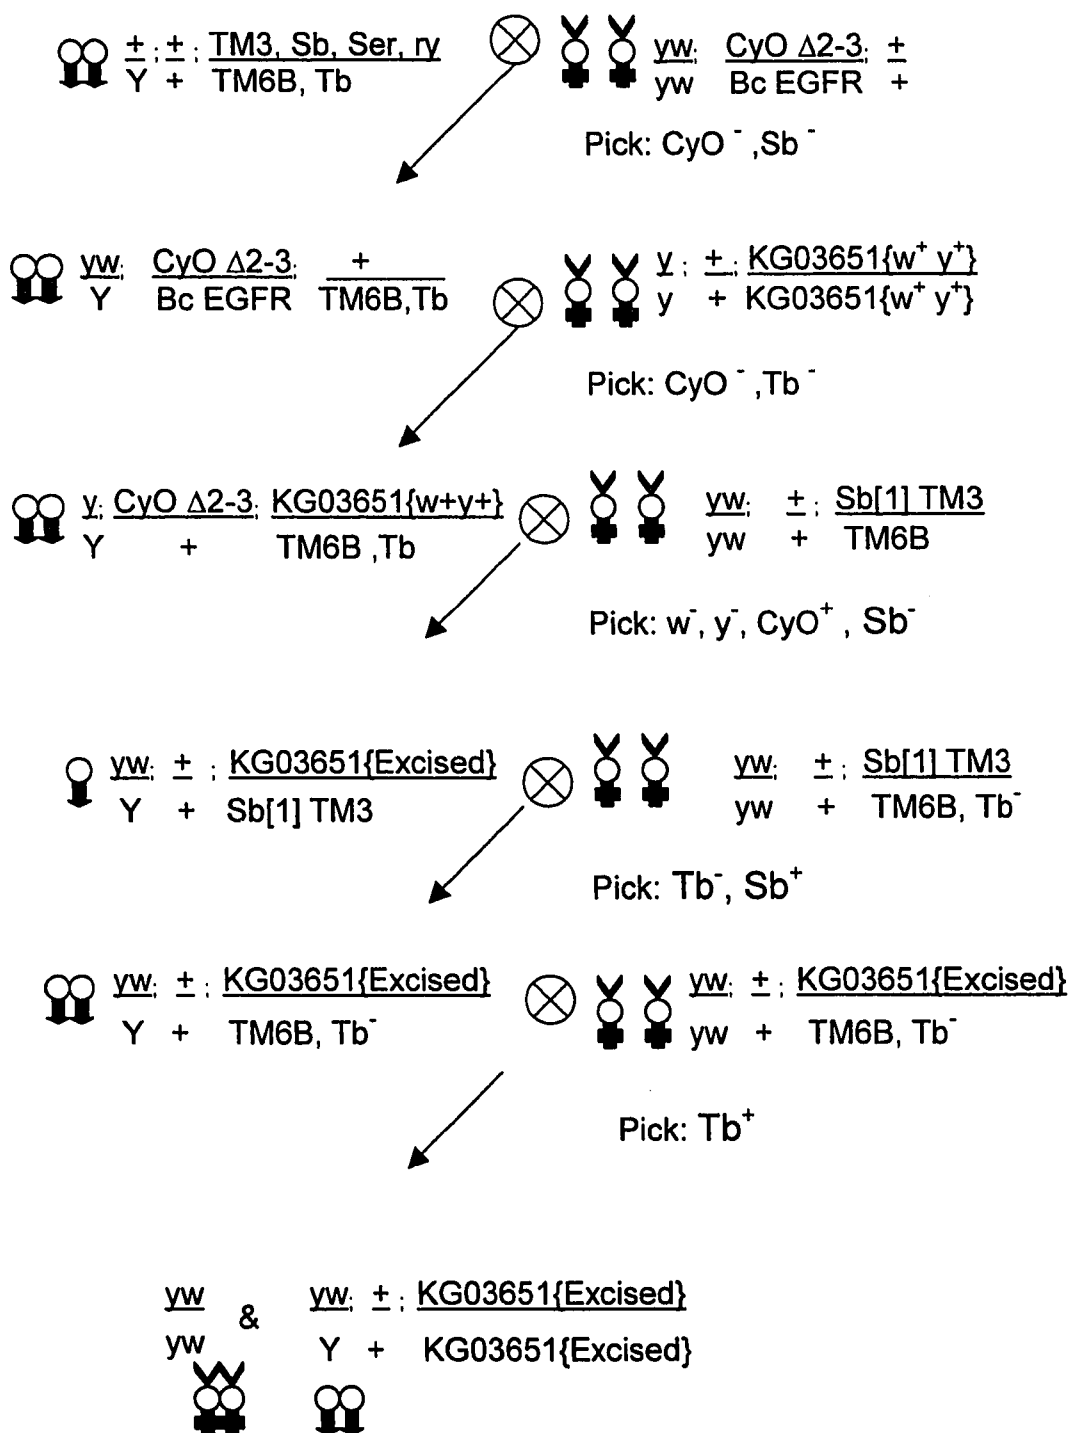 + ; + ; TM3, Sb, Ser, ry yw; CyO Δ2-3; +
Y + TM6B, Tb yw Bc EGFR +
Pick: CyO ⁻ ,Sb ⁻
yw; CyO Δ2-3; + y ; + ; KG03651{w⁺ y⁺}
Y Bc EGFR TM6B,Tb y + KG03651{w⁺ y⁺}
Pick: CyO ⁻ ,Tb ⁻
y; CyO Δ2-3; KG03651{w+y+} yw; + ; Sb[1] TM3
Y + TM6B ,Tb yw + TM6B
Pick: w⁻, y⁻, CyO⁺ , Sb⁻
yw; + ; KG03651{Excised} yw; + ; Sb[1] TM3
Y + Sb[1] TM3 yw + TM6B, Tb⁻
Pick: Tb⁻, Sb⁺
yw; + ; KG03651{Excised} yw; + ; KG03651{Excised}
Y + TM6B, Tb⁻ yw + TM6B, Tb⁻
Pick: Tb⁺
yw & yw; + ; KG03651{Excised}
yw Y + KG03651{Excised}